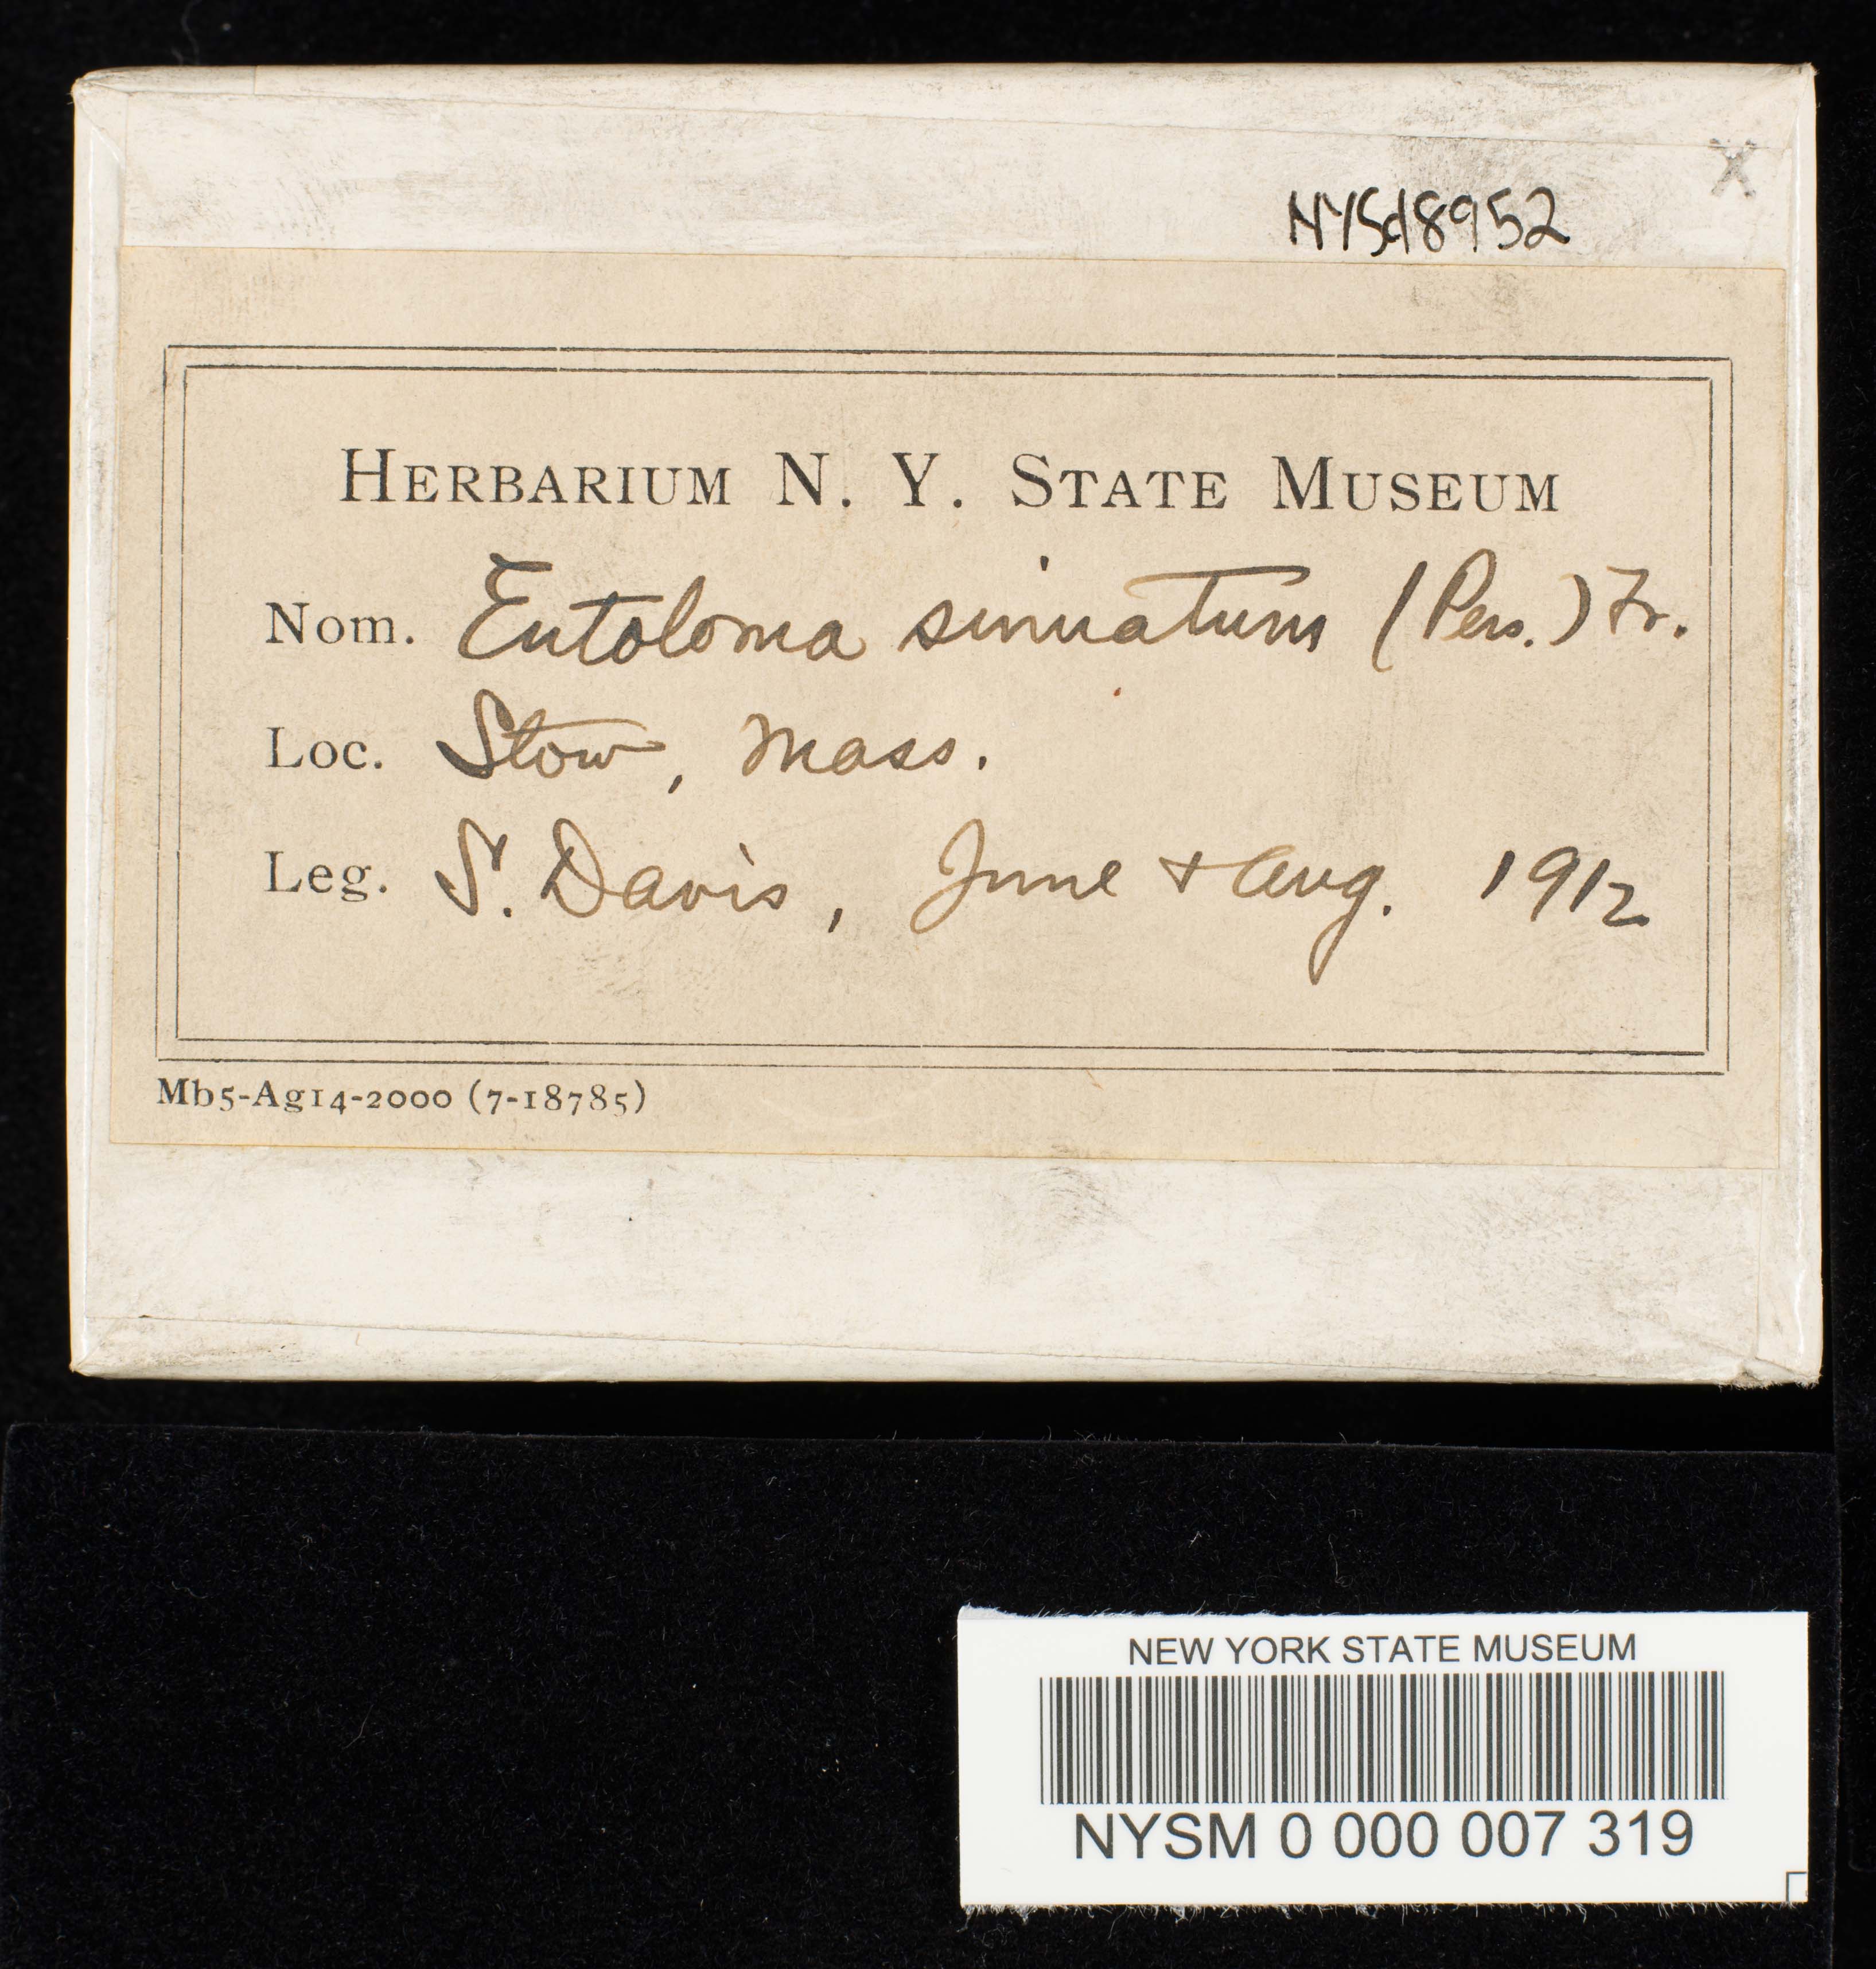 X
NYSd8952
HERBARIUM N. Y. STATE MUSEUM
Nom. Entoloma sinuatum (Pers.) Fr.
Loc. Stow, Mass.
Leg. S. Davis, June + Aug. 1912
Mb5-Ag14-2000 (7-18785)
NEW YORK STATE MUSEUM
NYSM 0 000 007 319